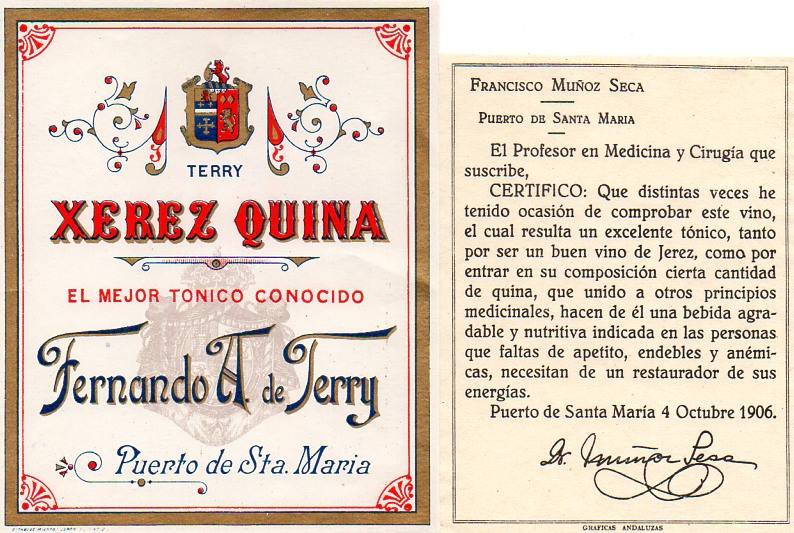 TERRY
XEREZ QUINA
EL MEJOR TONICO CONOCIDO
Fernando A. de Terry
Puerto de Sta. Maria
FRANCISCO MUÑOZ SECA
PUERTO DE SANTA MARIA
El Profesor en Medicina y Cirugía que
suscribe,
CERTIFICO: Que distintas veces he
tenido ocasión de comprobar este vino,
el cual resulta un excelente tónico, tanto
por ser un buen vino de Jerez, como por
entrar en su composición cierta cantidad
de quina, que unido a otros principios
medicinales, hacen de él una bebida agra-
dable y nutritiva indicada en las personas
que faltas de apetito, endebles y anémi-
cas, necesitan de un restaurador de sus
energías.
Puerto de Santa María 4 Octubre 1906.
Dr. Muñoz Seca
GRAFICAS ANDALUZAS